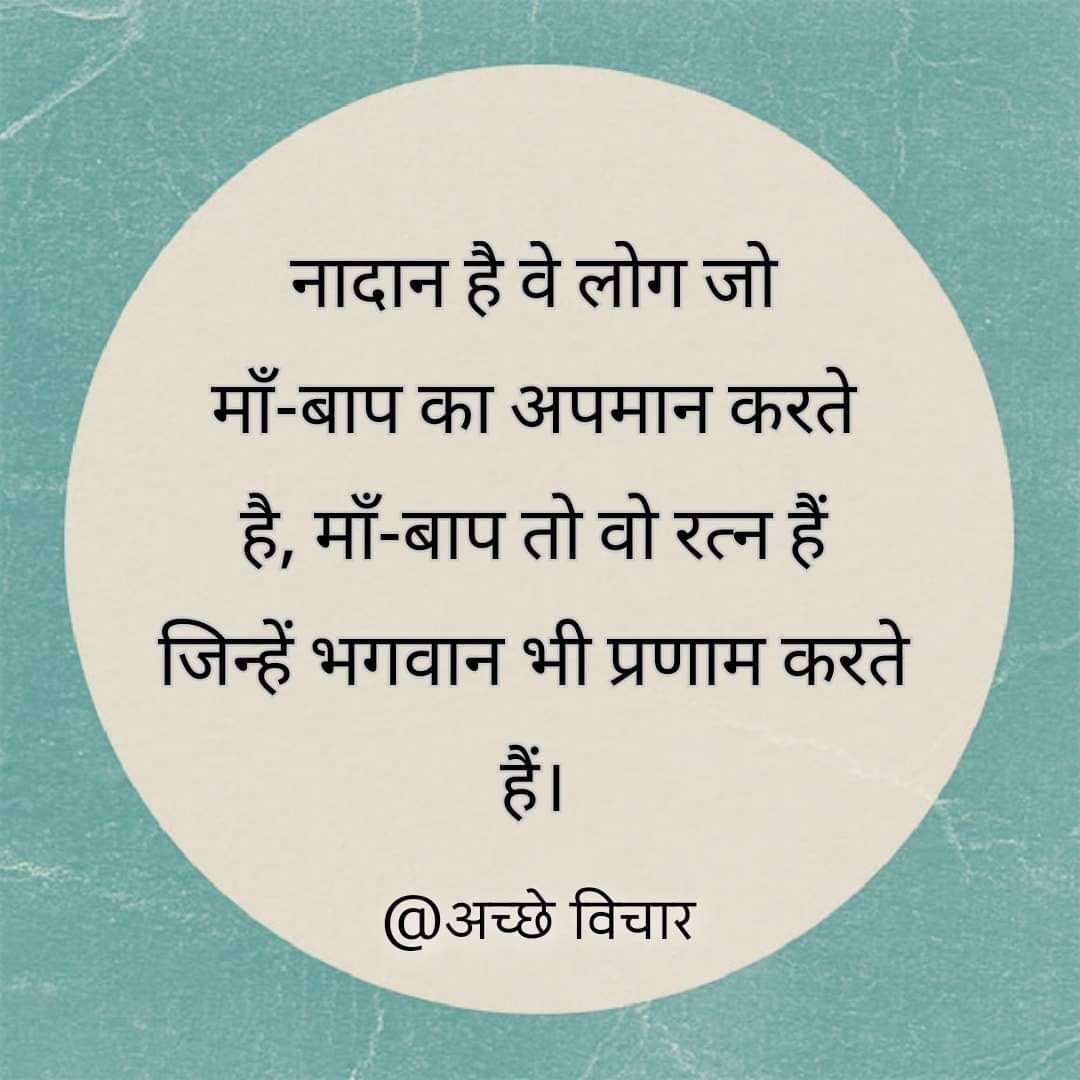 नादान है वे लोग जो
माँ-बाप का अपमान करते
है, माँ-बाप तो वो रत्न हैं
जिन्हें भगवान भी प्रणाम करते
हैं।
@अच्छे विचार